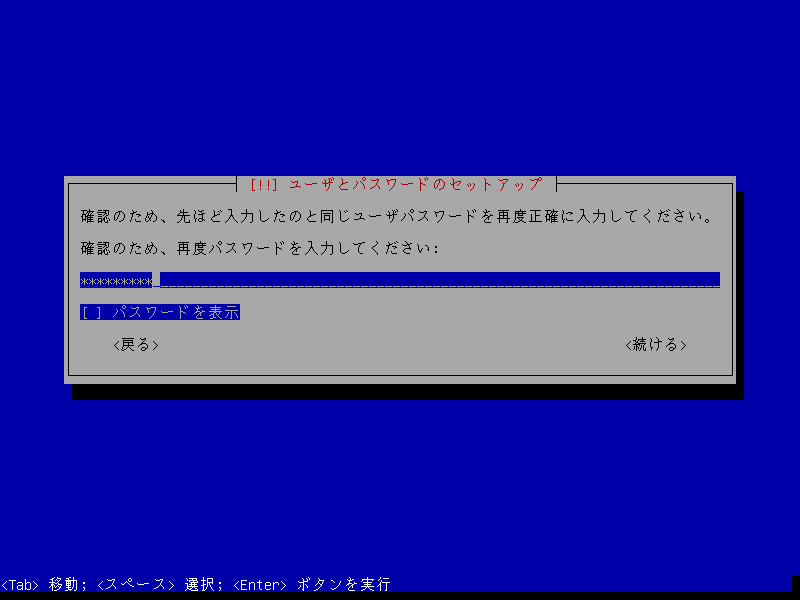 [!!] ユーザとパスワードのセットアップ
確認のため、先ほど入力したのと同じユーザパスワードを再度正確に入力してください。
確認のため、再度パスワードを入力してください:
*********
[ ] パスワードを表示
<戻る> <続ける>
<Tab> 移動; <スペース> 選択; <Enter> ボタンを実行